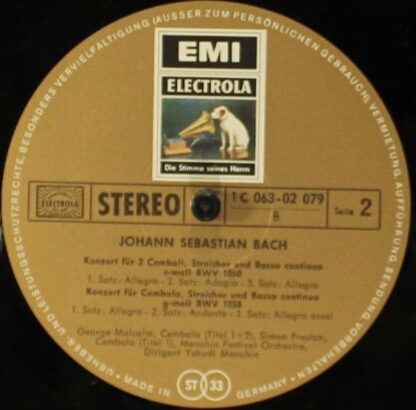 EMI
ELECTROLA
Die Stimme seines Herrn
ELECTROLA
STEREO
1 C 063-02 079
B
Seite 2
JOHANN SEBASTIAN BACH
Konzert für 2 Cembali, Streicher und Basso continuo
c-moll BWV 1060
1. Satz: Allegro - 2. Satz: Adagio - 3. Satz: Allegro
Konzert für Cembalo, Streicher und Basso continuo
g-moll BWV 1058
1. Satz: Allegro - 2. Satz: Andante - 3. Satz: Allegro assai
George Malcolm, Cembalo (Titel 1+2), Simon Preston,
Cembalo (Titel 1), Menuhin Festival Orchestra,
Dirigent Yehudi Menuhin
URHEBER- UND LEISTUNGSSCHUTZRECHTE, BESONDERS VERVIELFÄLTIGUNG (AUSSER ZUM PERSÖNLICHEN GEBRAUCH), VERMIETUNG, AUFFÜHRUNG, SENDUNG, VORBEHALTEN
MADE IN GERMANY
ST 33